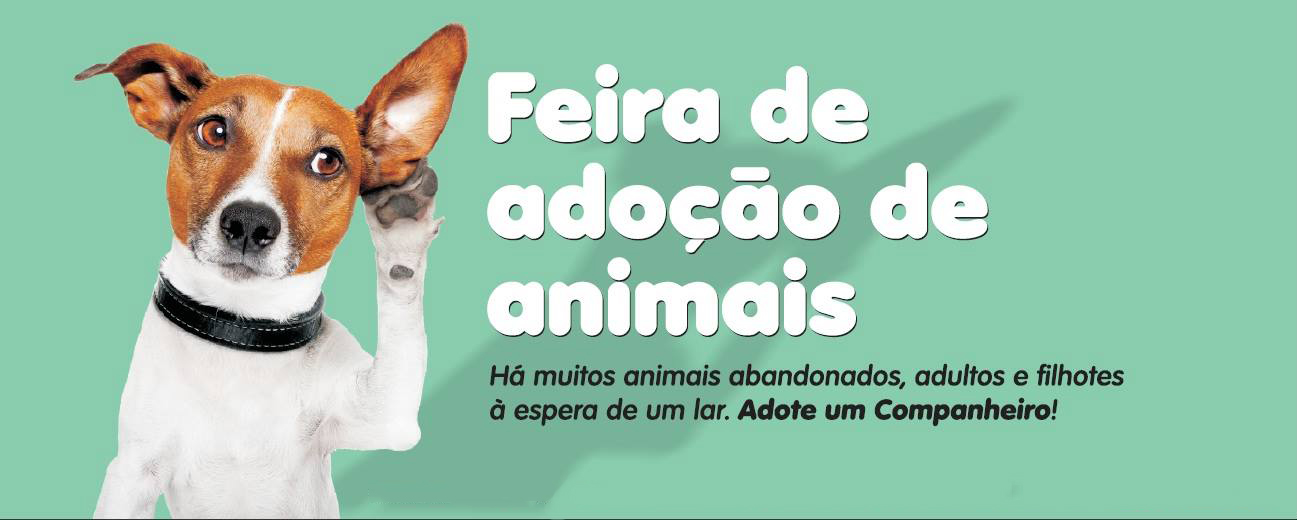 Feira de
adoção de
animais
Há muitos animais abandonados, adultos e filhotes
à espera de um lar. Adote um Companheiro!